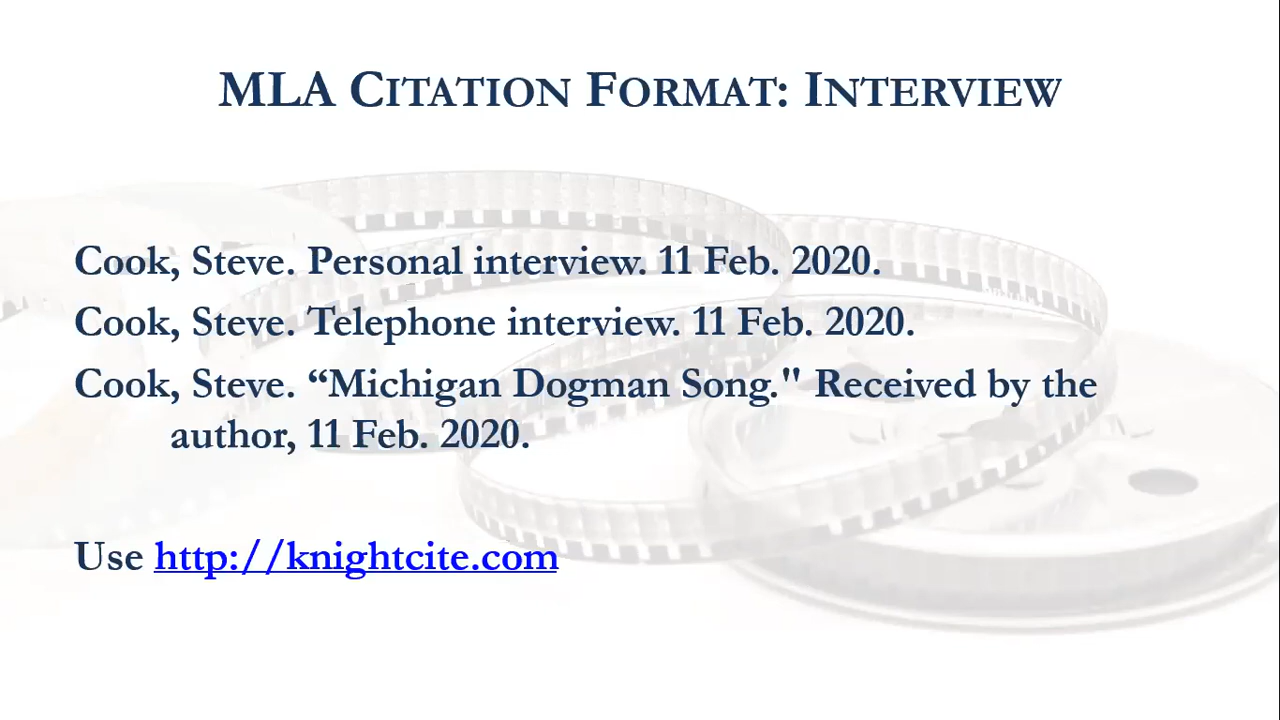 MLA CITATION FORMAT: INTERVIEW
Cook, Steve. Personal interview. 11 Feb. 2020.
Cook, Steve. Telephone interview. 11 Feb. 2020.
Cook, Steve. “Michigan Dogman Song." Received by the
author, 11 Feb. 2020.
Use http://knightcite.com